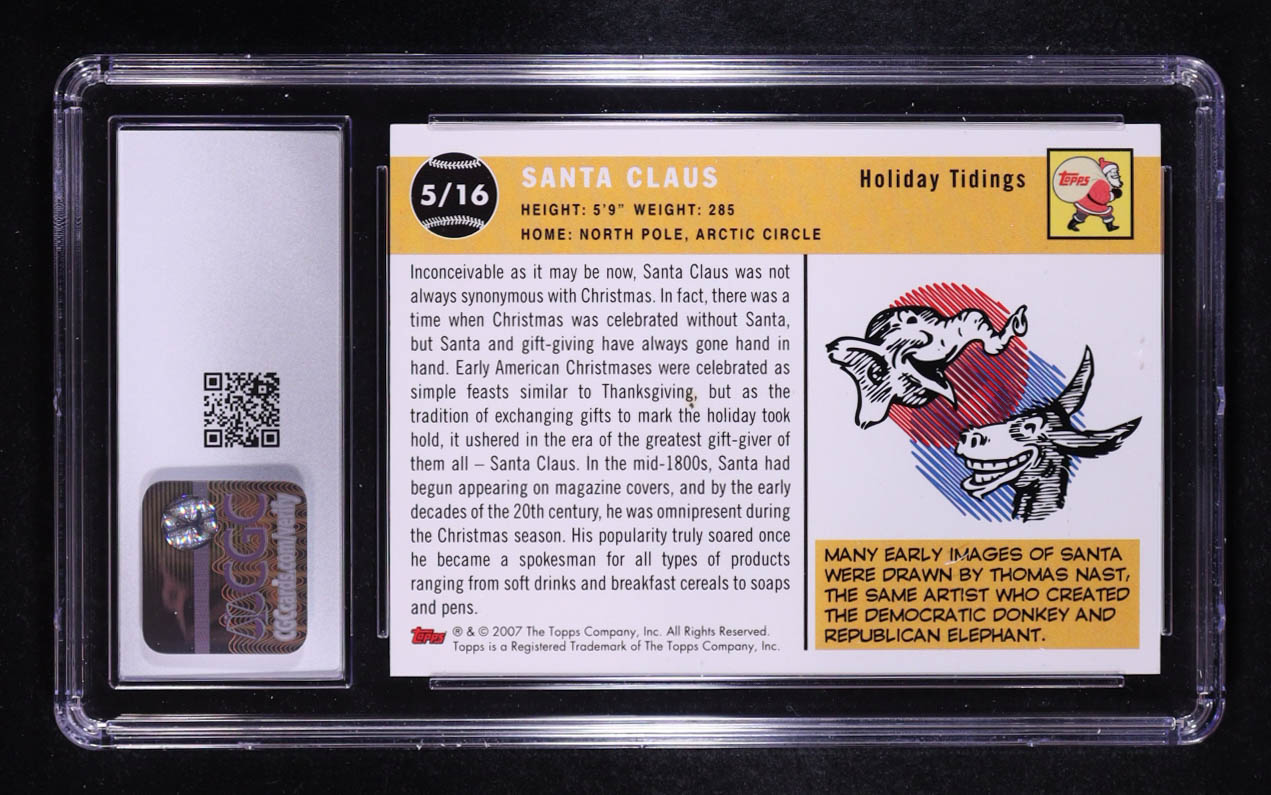 5/16
SANTA CLAUS
Holiday Tidings
topps
HEIGHT: 5'9" WEIGHT: 285
HOME: NORTH POLE, ARCTIC CIRCLE
Inconceivable as it may be now, Santa Claus was not
always synonymous with Christmas. In fact, there was a
time when Christmas was celebrated without Santa,
but Santa and gift-giving have always gone hand in
hand. Early American Christmases were celebrated as
simple feasts similar to Thanksgiving, but as the
tradition of exchanging gifts to mark the holiday took
hold, it ushered in the era of the greatest gift-giver of
them all – Santa Claus. In the mid-1800s, Santa had
begun appearing on magazine covers, and by the early
decades of the 20th century, he was omnipresent during
the Christmas season. His popularity truly soared once
he became a spokesman for all types of products
ranging from soft drinks and breakfast cereals to soaps
and pens.
topps ® & © 2007 The Topps Company, Inc. All Rights Reserved.
Topps is a Registered Trademark of The Topps Company, Inc.
MANY EARLY IMAGES OF SANTA
WERE DRAWN BY THOMAS NAST,
THE SAME ARTIST WHO CREATED
THE DEMOCRATIC DONKEY AND
REPUBLICAN ELEPHANT.
CGC
CGCcards.com/verify